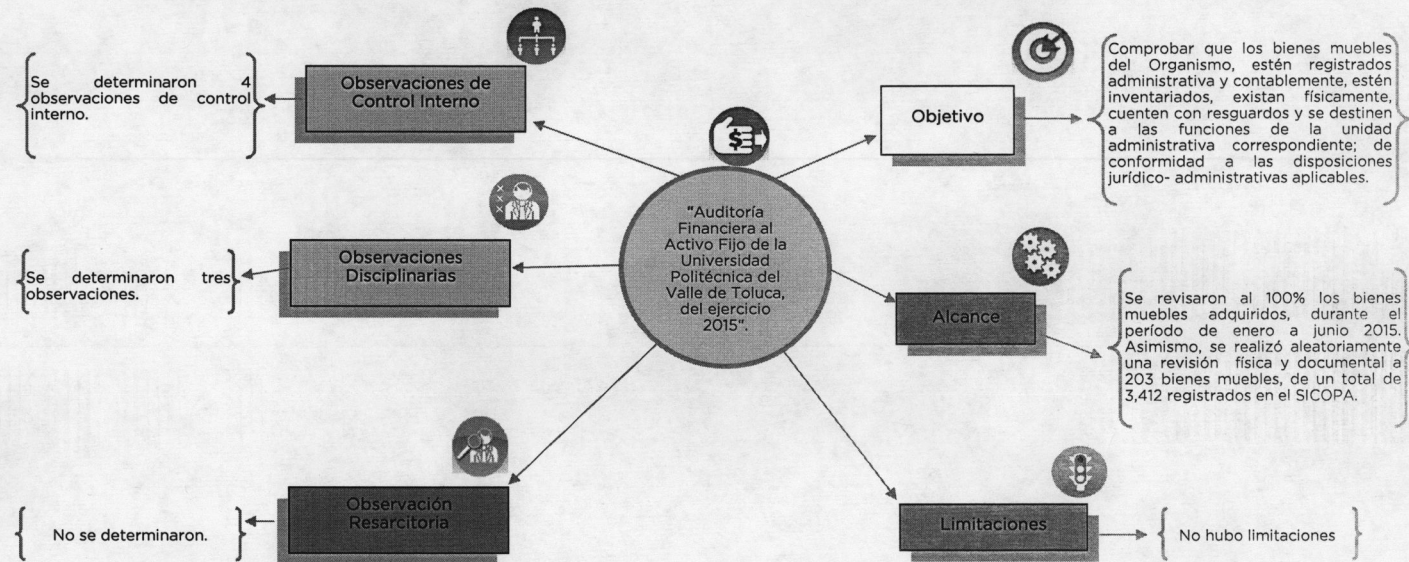 Se determinaron 4
observaciones de control
interno.
Observaciones de
Control Interno
Se determinaron tres
observaciones.
Observaciones
Disciplinarias
No se determinaron.
Observación
Resarcitoria
$
"Auditoría
Financiera al
Activo Fijo de la
Universidad
Politécnica del
Valle de Toluca,
del ejercicio
2015".
Objetivo
Comprobar que los bienes muebles
del Organismo, estén registrados
administrativa y contablemente, estén
inventariados, existan físicamente,
cuenten con resguardos y se destinen
a las funciones de la unidad
administrativa correspondiente; de
conformidad a las disposiciones
jurídico- administrativas aplicables.
Alcance
Se revisaron al 100% los bienes
muebles adquiridos, durante el
período de enero a junio 2015.
Asimismo, se realizó aleatoriamente
una revisión física y documental a
203 bienes muebles, de un total de
3,412 registrados en el SICOPA.
Limitaciones
No hubo limitaciones